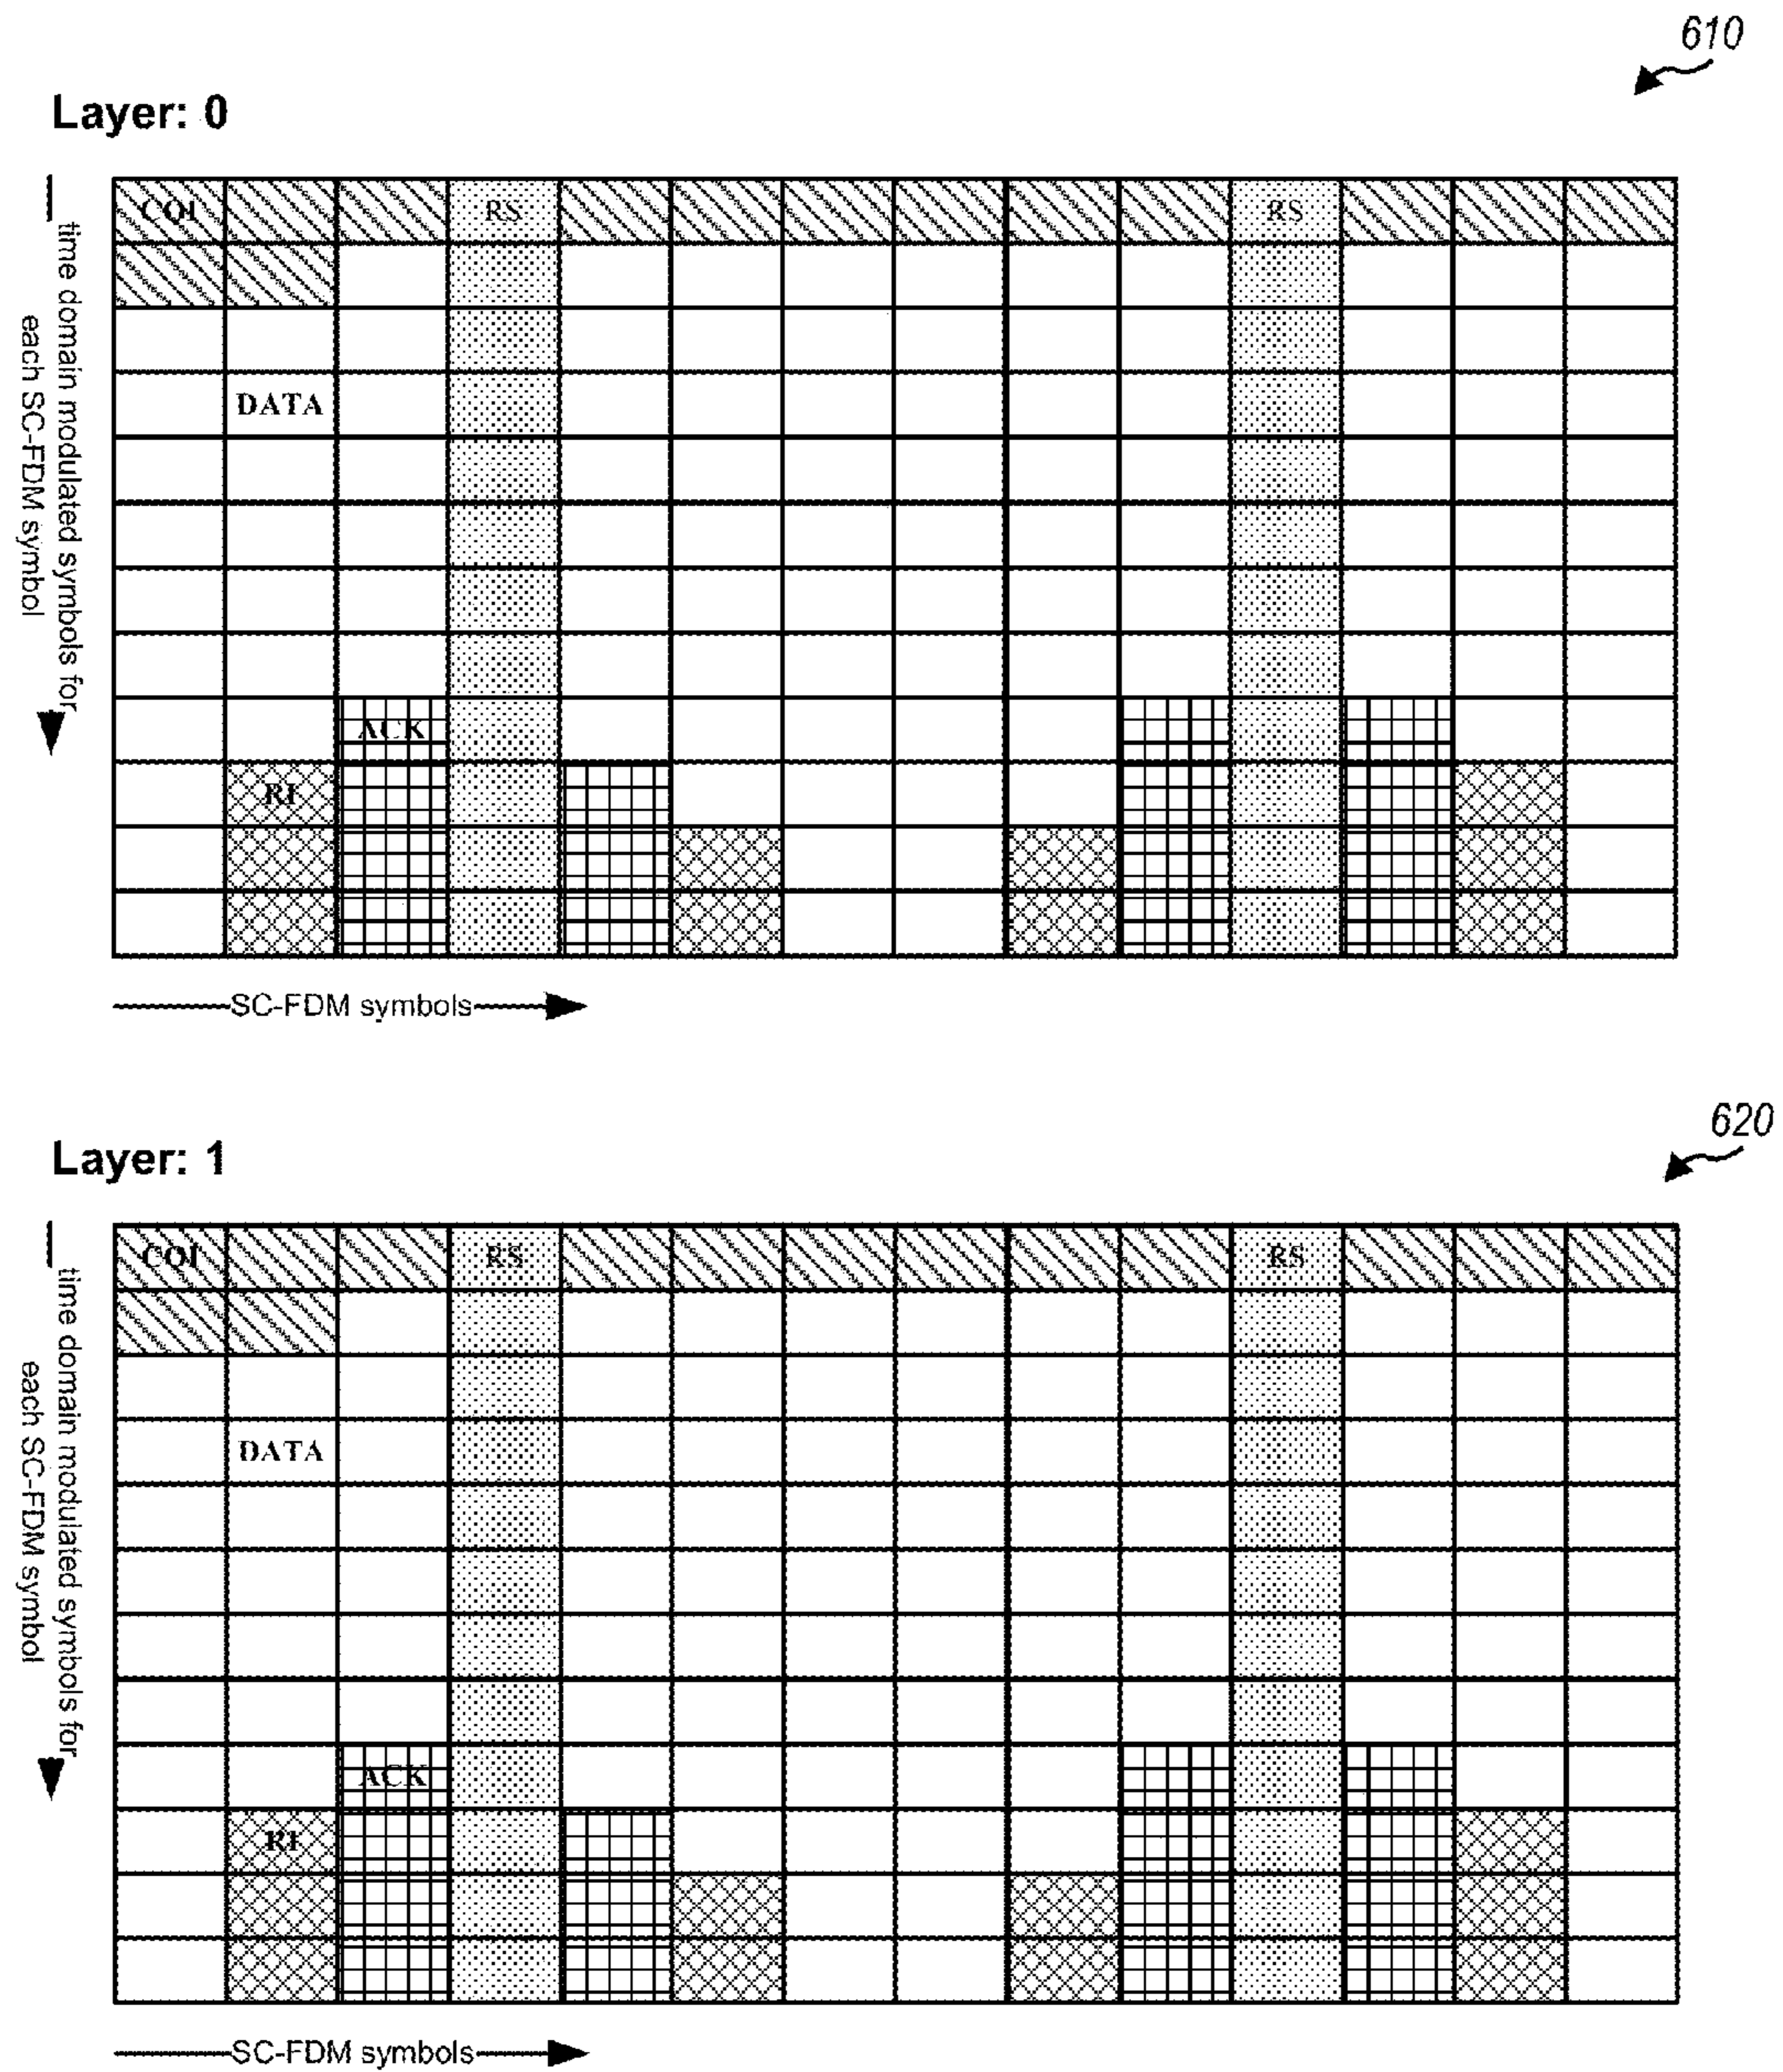 610
Layer: 0
time domain modulated symbols for
each SC-FDM symbol
CQI RS RS
DATA
ACK
RI
SC-FDM symbols
620
Layer: 1
time domain modulated symbols for
each SC-FDM symbol
CQI RS RS
DATA
ACK
RI
SC-FDM symbols